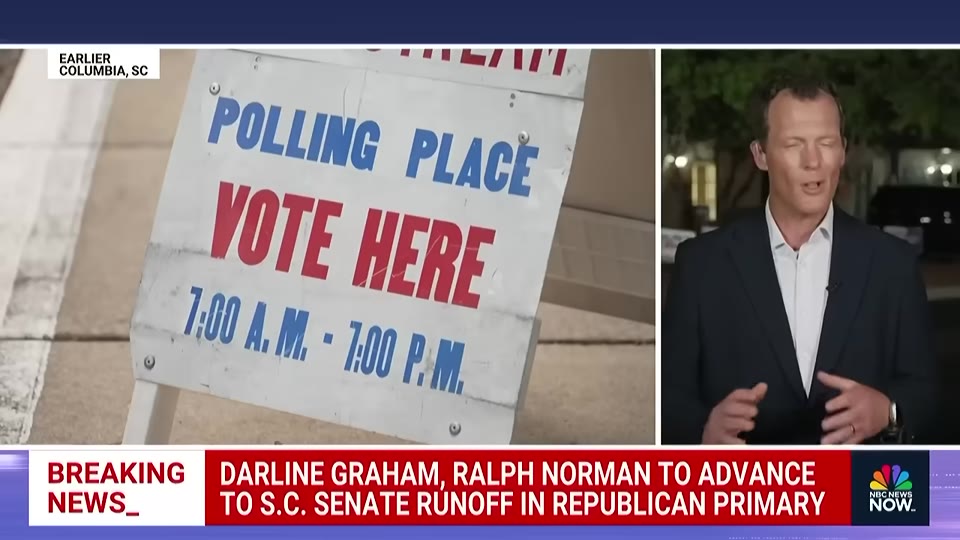 EARLIER
COLUMBIA, SC
POLLING PLACE
VOTE HERE
7:00 A.M. - 7:00 P.M.
BREAKING
NEWS_
DARLINE GRAHAM, RALPH NORMAN TO ADVANCE
TO S.C. SENATE RUNOFF IN REPUBLICAN PRIMARY
NBC NEWS
NOW_